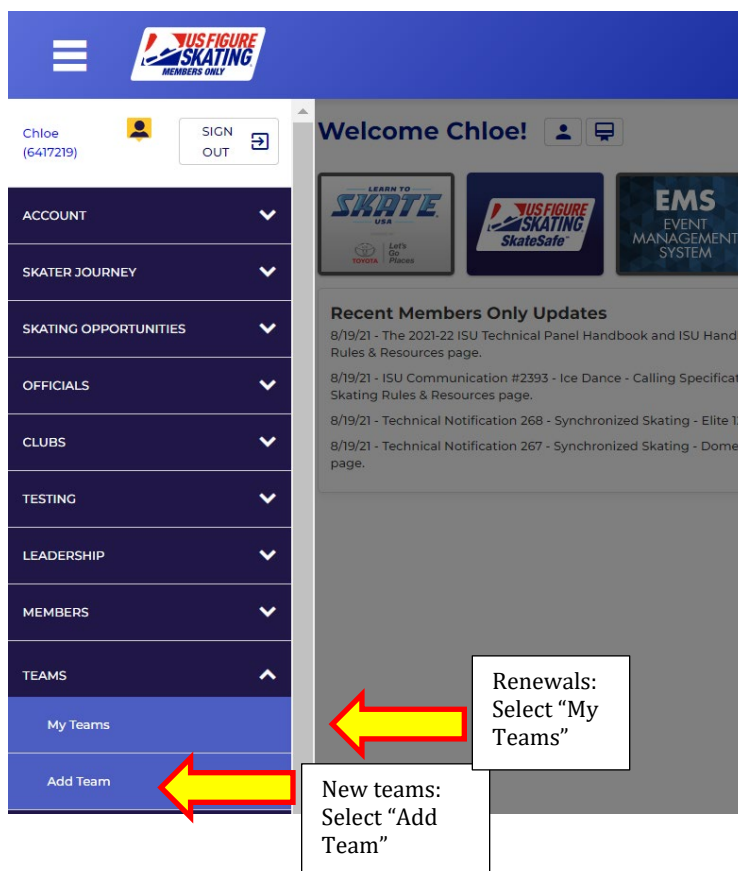 US FIGURE
SKATING
MEMBERS ONLY
Chloe
(6417219)
SIGN
OUT
Welcome Chloe!
LEARN TO
SKATE
USA
TOYOTA
Let's
Go
Places
US FIGURE
SKATING
SkateSafe
EMS
EVENT
MANAGEMENT
SYSTEM
ACCOUNT
SKATER JOURNEY
SKATING OPPORTUNITIES
OFFICIALS
CLUBS
TESTING
LEADERSHIP
MEMBERS
TEAMS
My Teams
Add Team
Recent Members Only Updates
8/19/21 - The 2021-22 ISU Technical Panel Handbook and ISU Hand
Rules & Resources page.
8/19/21 - ISU Communication #2393 - Ice Dance - Calling Specificat
Skating Rules & Resources page.
8/19/21 - Technical Notification 268 - Synchronized Skating - Elite 1
8/19/21 - Technical Notification 267 - Synchronized Skating - Dome
page.
Renewals:
Select “My
Teams”
New teams:
Select “Add
Team”